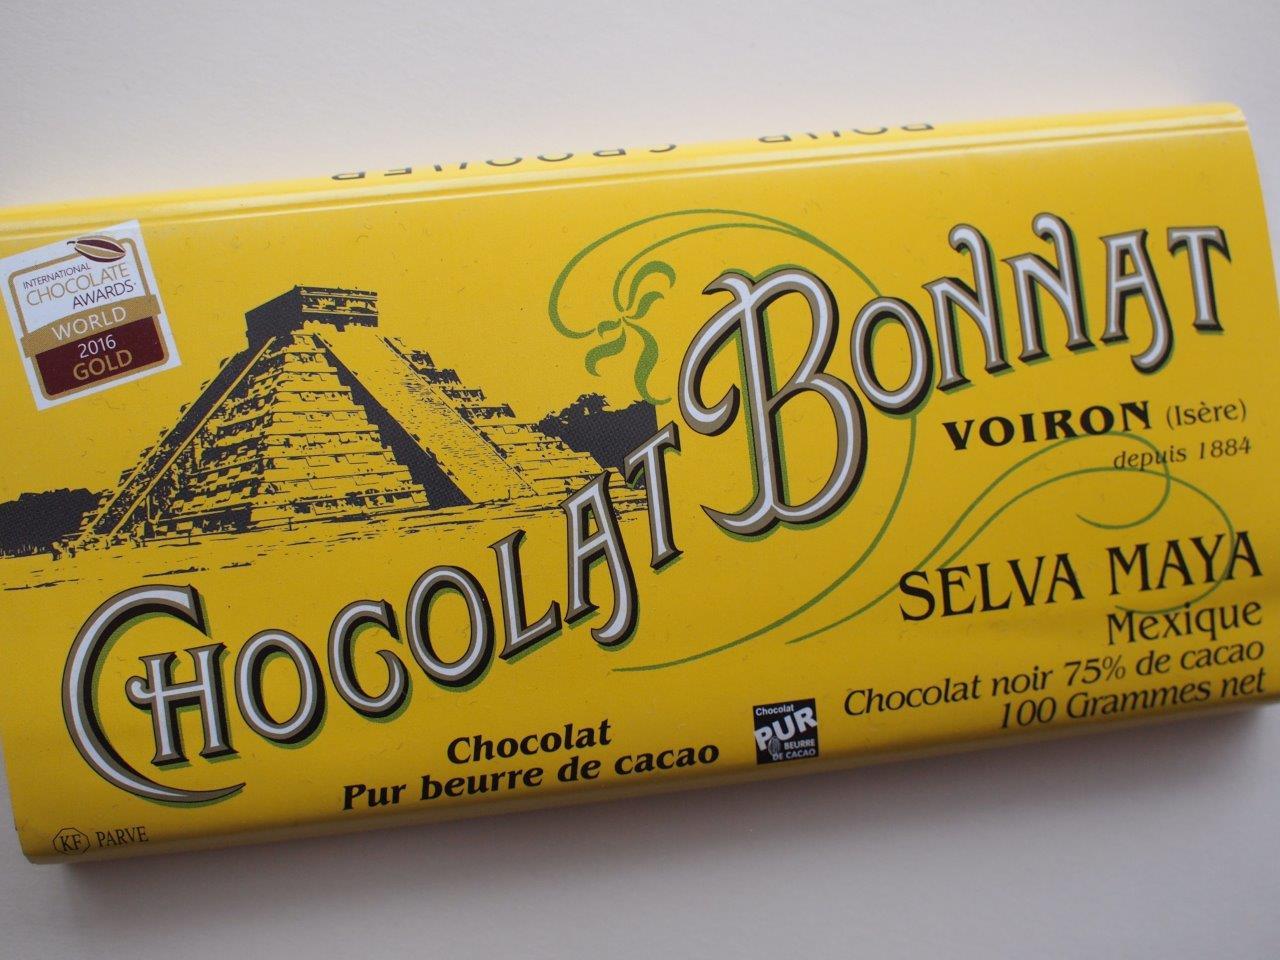 POUR CROQUER
INTERNATIONAL
CHOCOLATE
AWARDS
WORLD
2016
GOLD
CHOCOLAT BONNAT
VOIRON (Isère)
depuis 1884
SELVA MAYA
Mexique
Chocolat noir 75% de cacao
100 Grammes net
Chocolat
Pur beurre de cacao
Chocolat
PUR
BEURRE
DE CACAO
KF PARVE